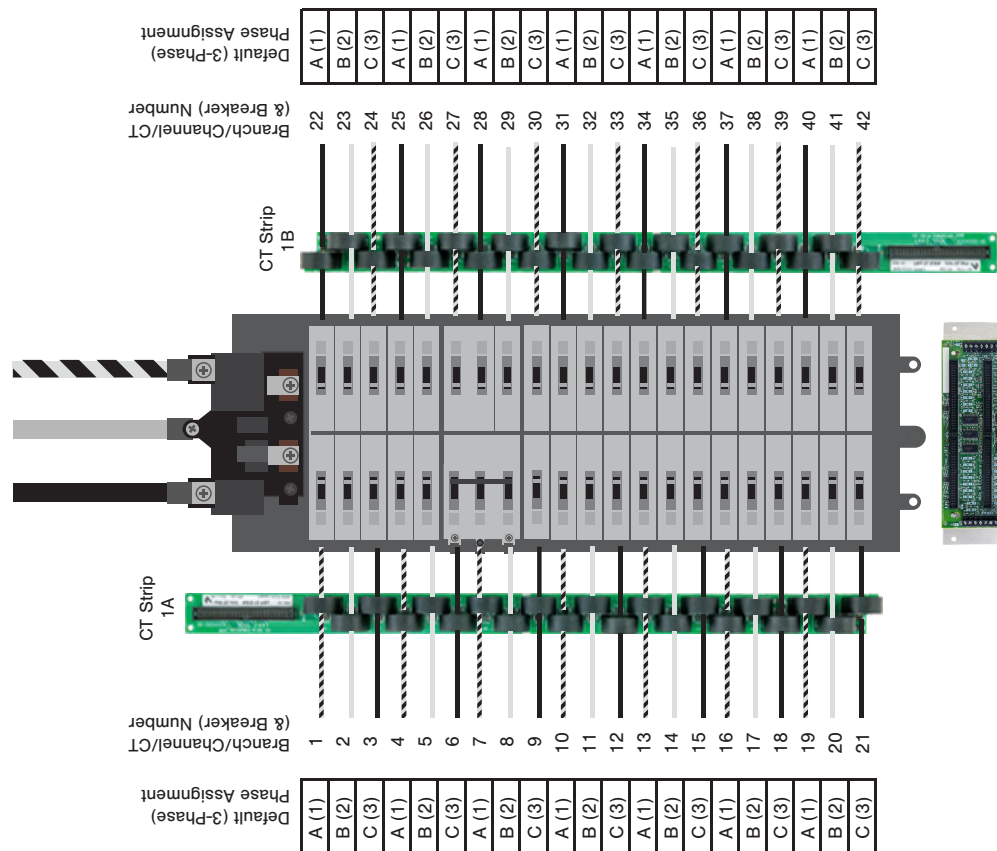 Default (3-Phase)
Phase Assignment
A (1)
B (2)
C (3)
A (1)
B (2)
C (3)
A (1)
B (2)
C (3)
A (1)
B (2)
C (3)
A (1)
B (2)
C (3)
A (1)
B (2)
C (3)
A (1)
B (2)
C (3)
Branch/Channel/CT
(& Breaker) Number
22
23
24
25
26
27
28
29
30
31
32
33
34
35
36
37
38
39
40
41
42
CT Strip
1B
CT Strip
1A
Branch/Channel/CT
(& Breaker) Number
1
2
3
4
5
6
7
8
9
10
11
12
13
14
15
16
17
18
19
20
21
Default (3-Phase)
Phase Assignment
A (1)
B (2)
C (3)
A (1)
B (2)
C (3)
A (1)
B (2)
C (3)
A (1)
B (2)
C (3)
A (1)
B (2)
C (3)
A (1)
B (2)
C (3)
A (1)
B (2)
C (3)